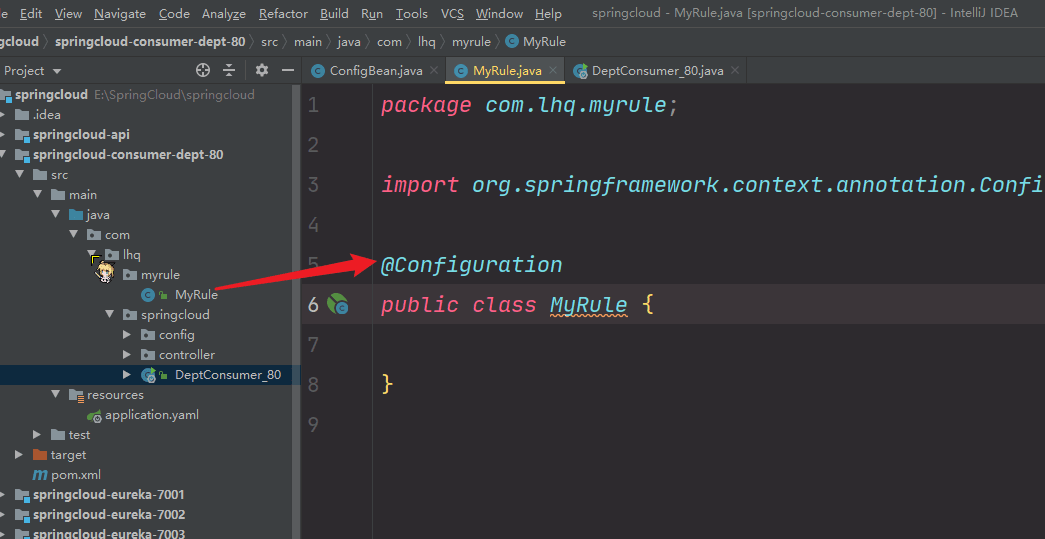 Edit View Navigate Code Analyze Refactor Build Run Tools VCS Window Help springcloud - MyRule.java [springcloud-consumer-dept-80] - IntelliJ IDEA
gcloud springcloud-consumer-dept-80 src main java com lhq myrule MyRule
Project ConfigBean.java MyRule.java DeptConsumer_80.java
springcloud E:\SpringCloud\springcloud
.idea
springcloud-api
springcloud-consumer-dept-80
src
main
java
com
lhq
myrule
MyRule
springcloud
config
controller
DeptConsumer_80
resources
application.yaml
test
target
pom.xml
springcloud-eureka-7001
springcloud-eureka-7002
springcloud-eureka-7003
1 package com.lhq.myrule;
2
3 import org.springframework.context.annotation.Confi
4
5 @Configuration
6 public class MyRule {
7
8 }
9